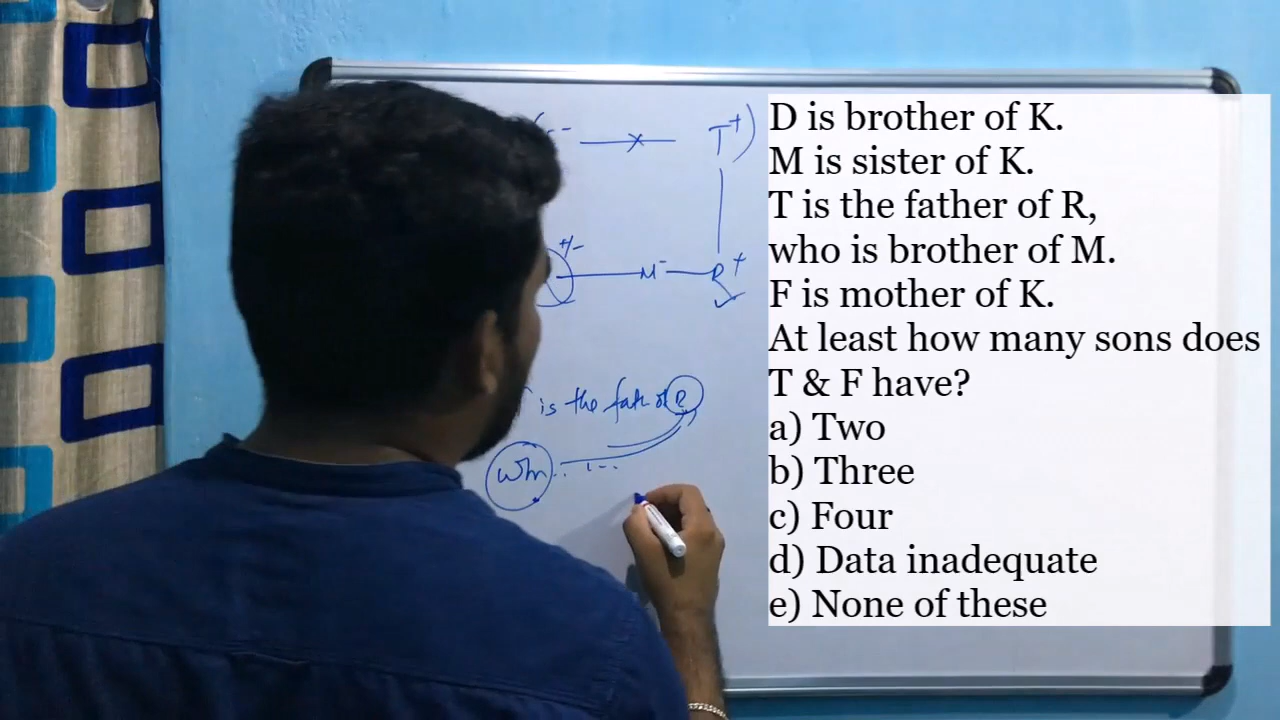 D is brother of K.
M is sister of K.
T is the father of R,
who is brother of M.
F is mother of K.
At least how many sons does
T & F have?
a) Two
b) Three
c) Four
d) Data inadequate
e) None of these
T+)
+/-
M- R+
is the fath of R
Wh